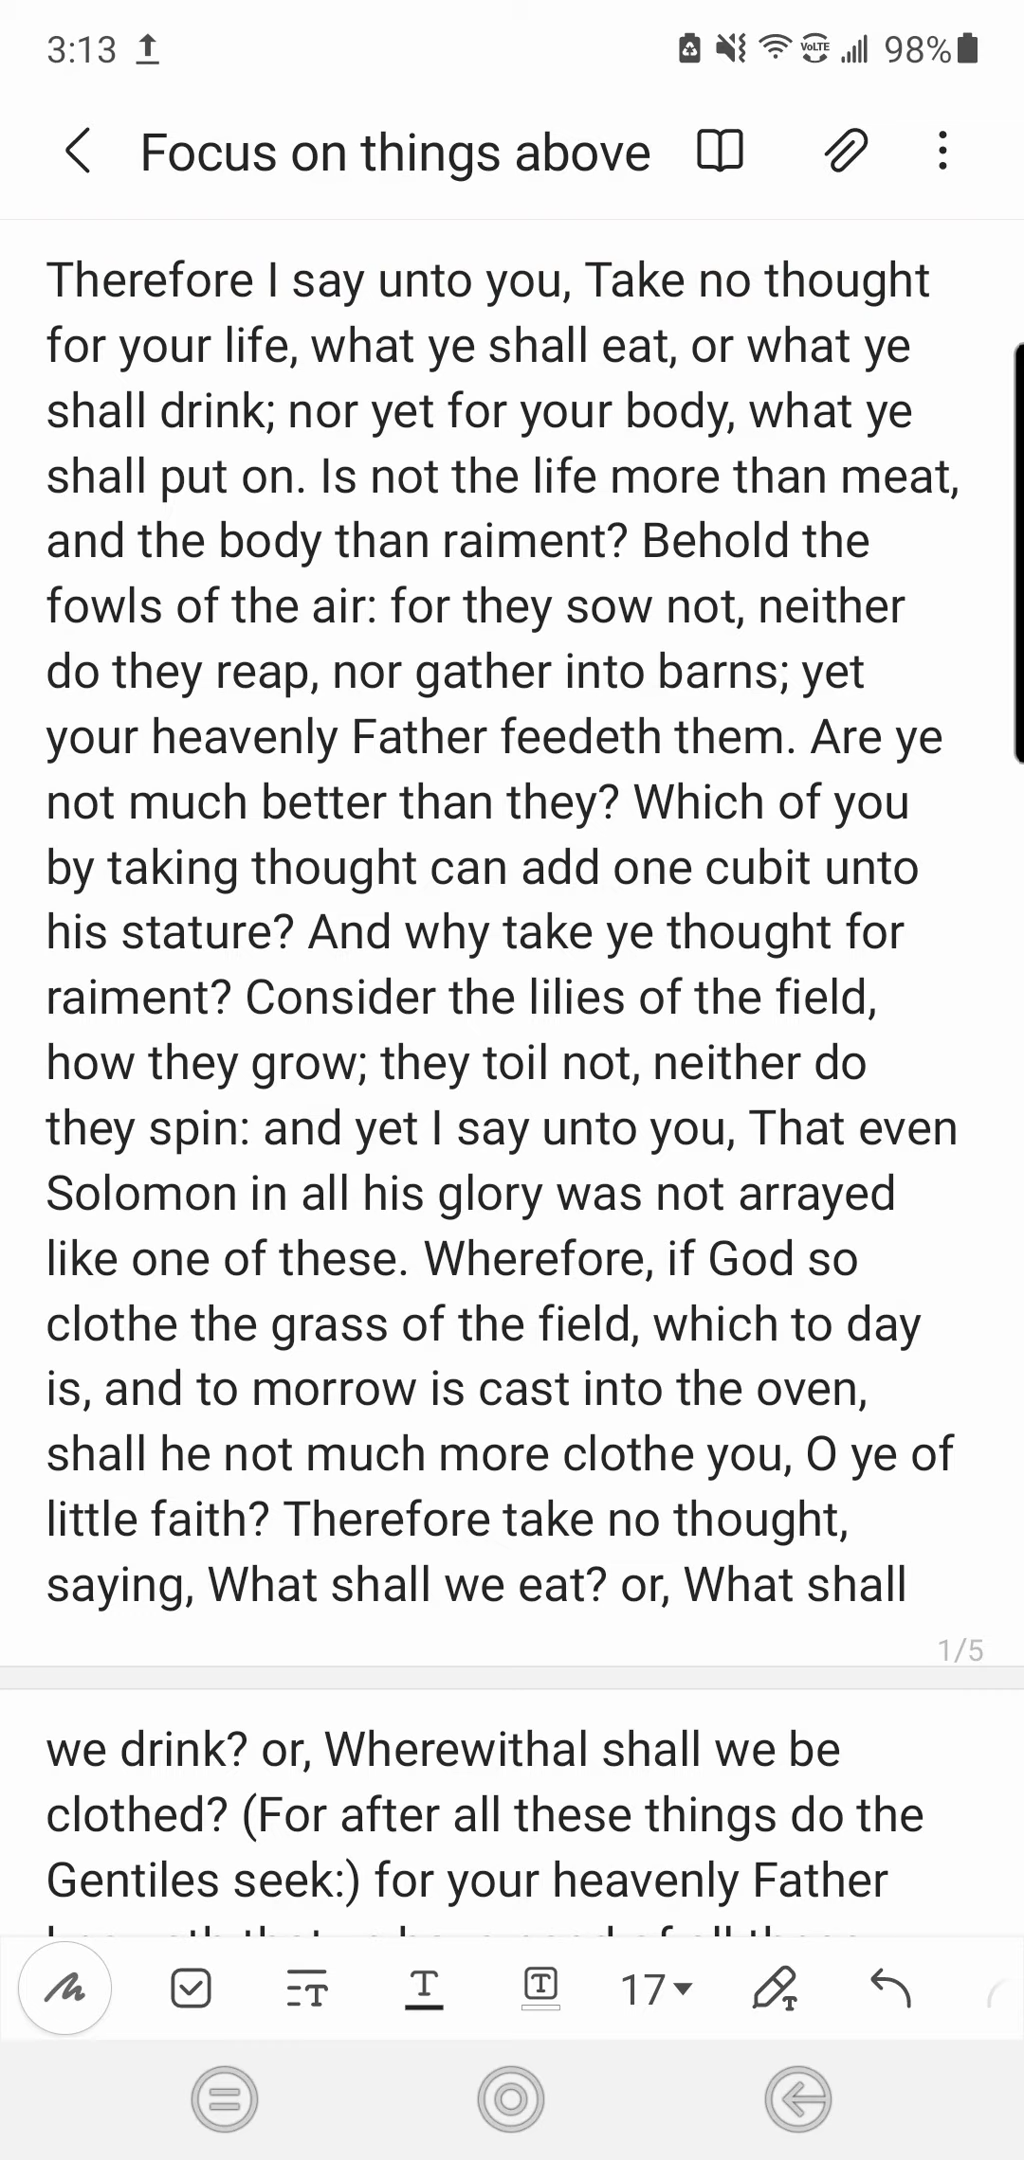 3:13
VoLTE
98%
Focus on things above
Therefore I say unto you, Take no thought
for your life, what ye shall eat, or what ye
shall drink; nor yet for your body, what ye
shall put on. Is not the life more than meat,
and the body than raiment? Behold the
fowls of the air: for they sow not, neither
do they reap, nor gather into barns; yet
your heavenly Father feedeth them. Are ye
not much better than they? Which of you
by taking thought can add one cubit unto
his stature? And why take ye thought for
raiment? Consider the lilies of the field,
how they grow; they toil not, neither do
they spin: and yet I say unto you, That even
Solomon in all his glory was not arrayed
like one of these. Wherefore, if God so
clothe the grass of the field, which to day
is, and to morrow is cast into the oven,
shall he not much more clothe you, O ye of
little faith? Therefore take no thought,
saying, What shall we eat? or, What shall
1/5
we drink? or, Wherewithal shall we be
clothed? (For after all these things do the
Gentiles seek:) for your heavenly Father
17